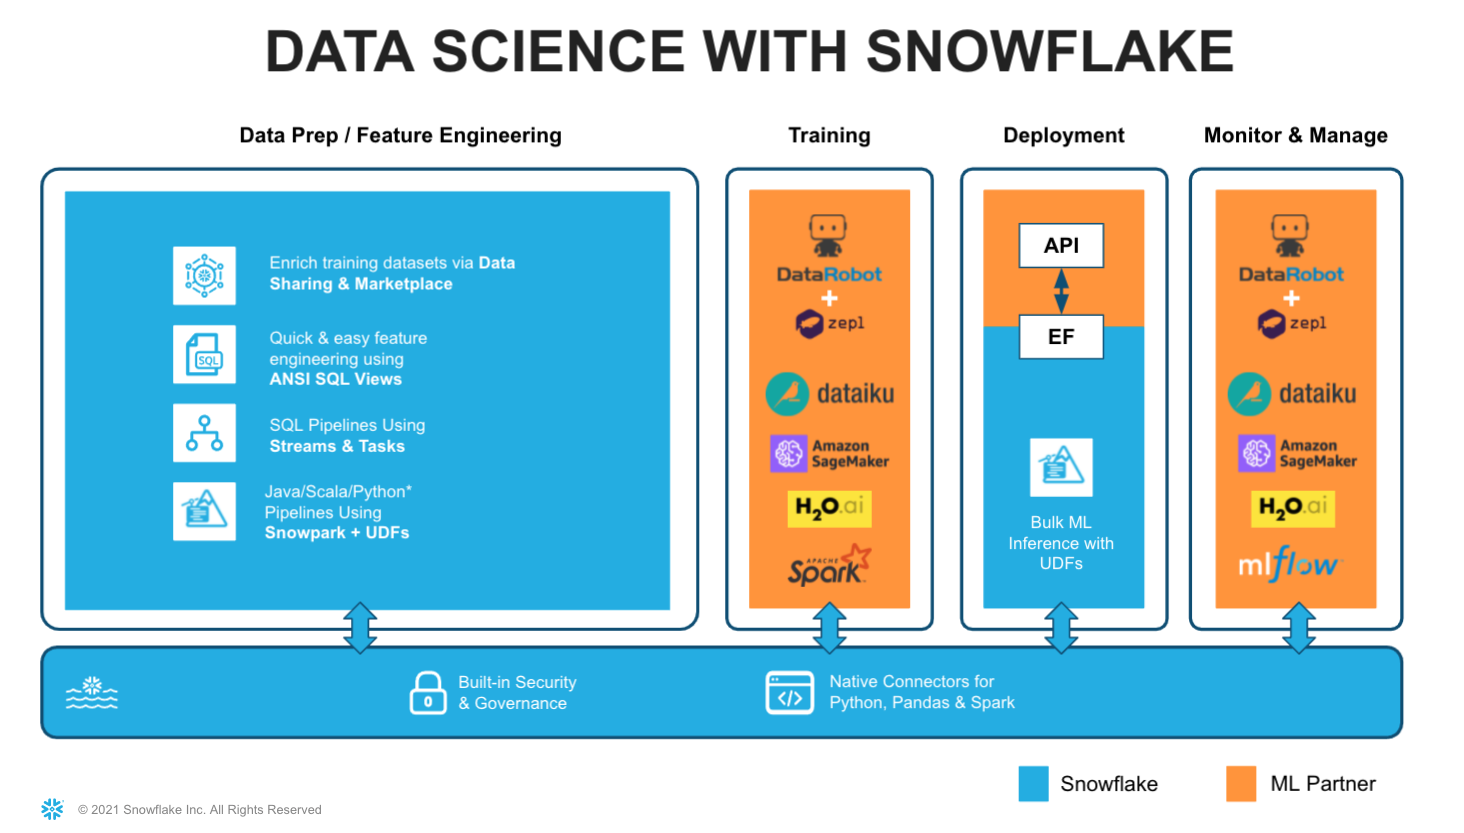 DATA SCIENCE WITH SNOWFLAKE
Data Prep / Feature Engineering
Training
Deployment
Monitor & Manage
Enrich training datasets via Data
Sharing & Marketplace
SQL
Quick & easy feature
engineering using
ANSI SQL Views
SQL Pipelines Using
Streams & Tasks
Java/Scala/Python*
Pipelines Using
Snowpark + UDFs
DataRobot
+
zepl
dataiku
Amazon
SageMaker
H2O.ai
APACHE
Spark
API
EF
Bulk ML
Inference with
UDFs
DataRobot
+
zepl
dataiku
Amazon
SageMaker
H2O.ai
mlflow
Built-in Security
& Governance
</>
Native Connectors for
Python, Pandas & Spark
Snowflake
ML Partner
© 2021 Snowflake Inc. All Rights Reserved